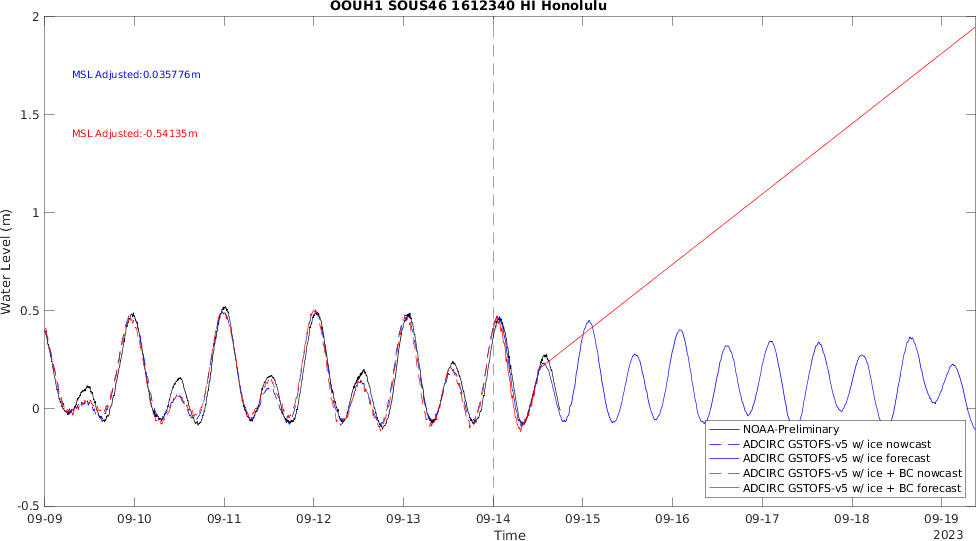 OOUH1 SOUS46 1612340 HI Honolulu
2
MSL Adjusted:0.035776m
1.5
MSL Adjusted:-0.54135m
1
Water Level (m)
0.5
0
NOAA-Preliminary
ADCIRC GSTOFS-v5 w/ ice nowcast
ADCIRC GSTOFS-v5 w/ ice forecast
ADCIRC GSTOFS-v5 w/ ice + BC nowcast
ADCIRC GSTOFS-v5 w/ ice + BC forecast
-0.5
09-09 09-10 09-11 09-12 09-13 09-14 09-15 09-16 09-17 09-18 09-19
Time
2023